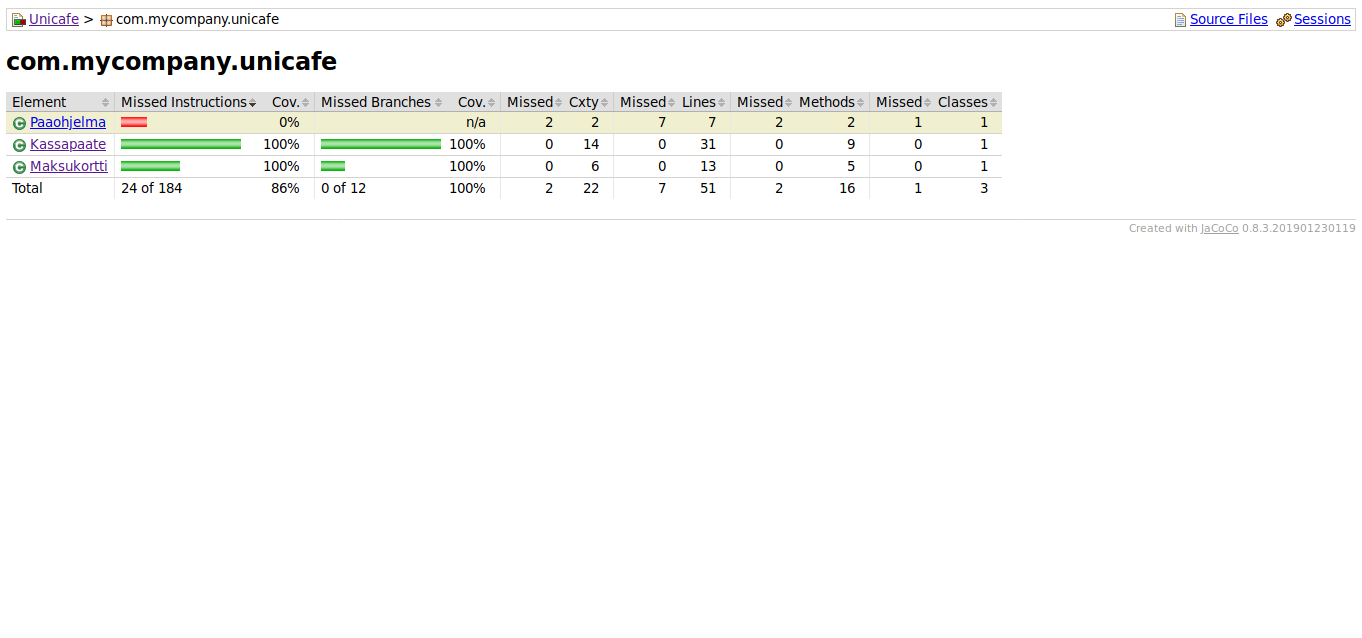 Unicafe > com.mycompany.unicafe Source Files Sessions
com.mycompany.unicafe
Element Missed Instructions Cov. Missed Branches Cov. Missed Cxty Missed Lines Missed Methods Missed Classes
Paaohjelma 0% n/a 2 2 7 7 2 2 1 1
Kassapaate 100% 100% 0 14 0 31 0 9 0 1
Maksukortti 100% 100% 0 6 0 13 0 5 0 1
Total 24 of 184 86% 0 of 12 100% 2 22 7 51 2 16 1 3
Created with JaCoCo 0.8.3.201901230119